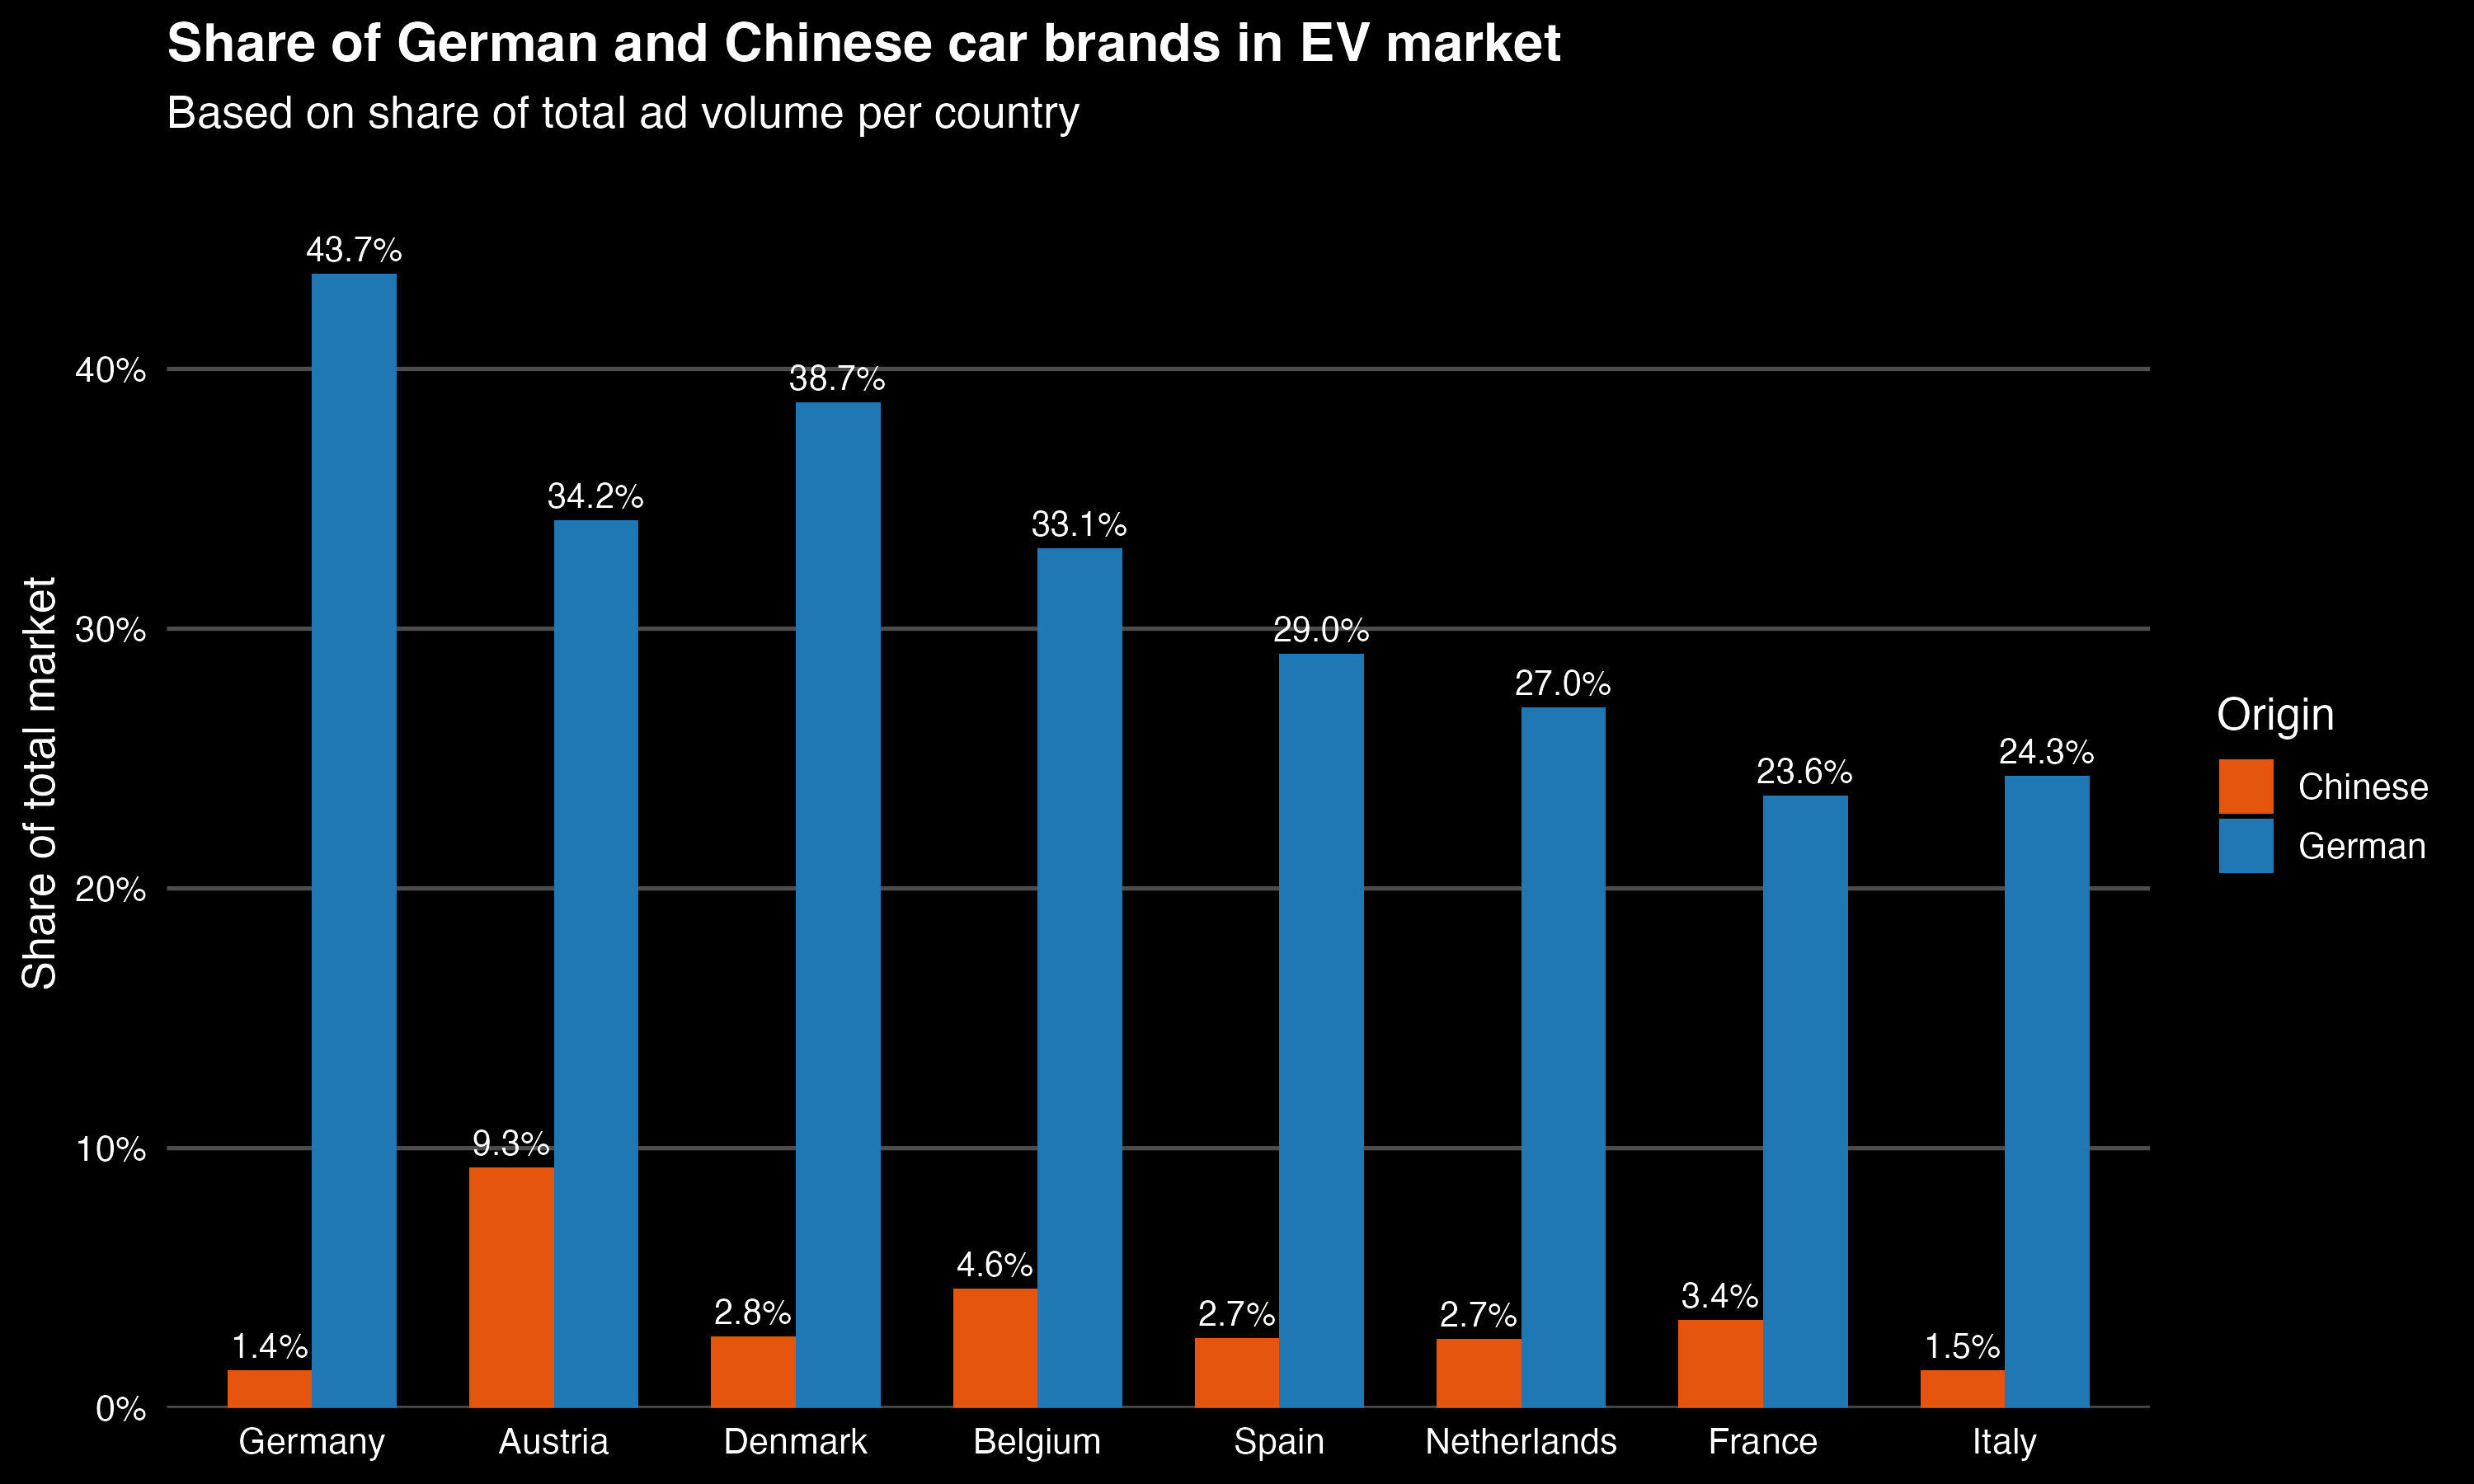 Share of German and Chinese car brands in EV market
Based on share of total ad volume per country
Share of total market
40%
30%
20%
10%
0%
43.7%
34.2%
38.7%
33.1%
29.0%
27.0%
23.6%
24.3%
1.4%
9.3%
2.8%
4.6%
2.7%
2.7%
3.4%
1.5%
Germany
Austria
Denmark
Belgium
Spain
Netherlands
France
Italy
Origin
Chinese
German